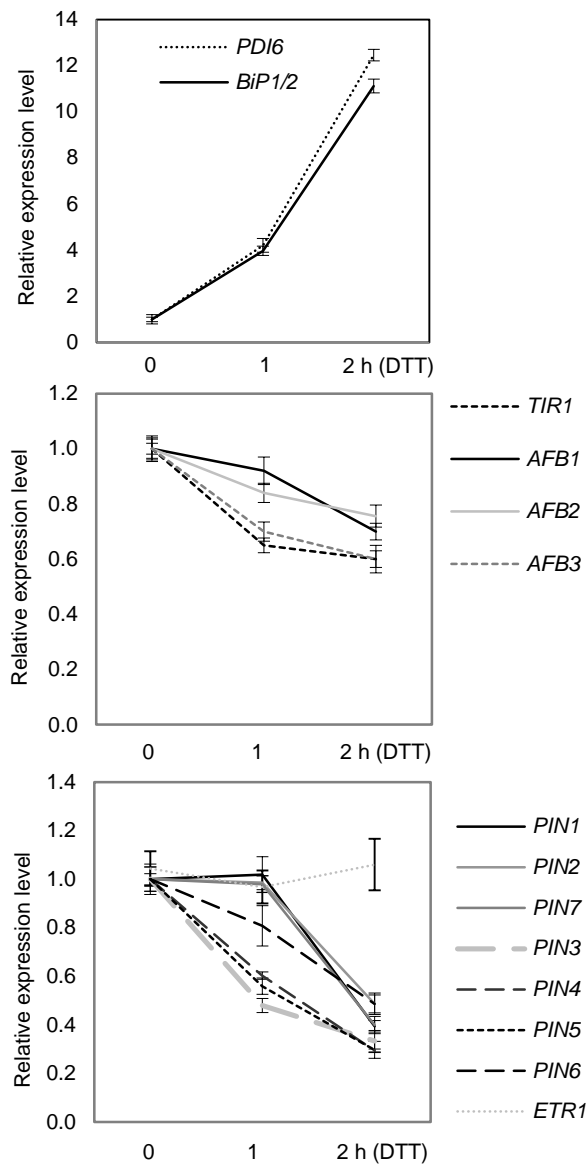 14
12
10
8
6
4
2
0
Relative expression level
PDI6
BiP1/2
0 1 2 h (DTT)
1.2
1.0
0.8
0.6
0.4
0.2
0.0
Relative expression level
0 1 2 h (DTT)
TIR1
AFB1
AFB2
AFB3
1.4
1.2
1.0
0.8
0.6
0.4
0.2
0.0
Relative expression level
0 1 2 h (DTT)
PIN1
PIN2
PIN7
PIN3
PIN4
PIN5
PIN6
ETR1